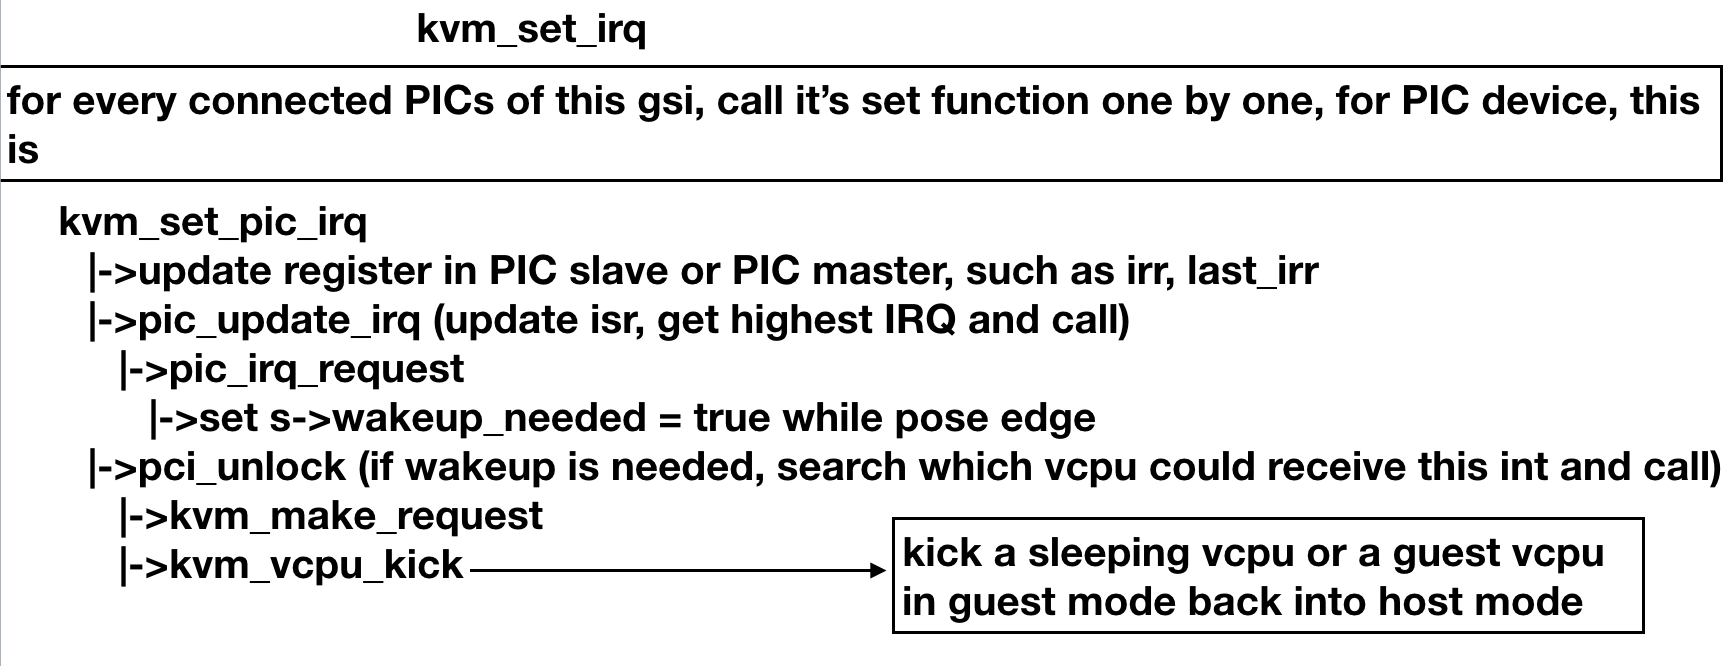 kvm_set_irq
for every connected PICs of this gsi, call it’s set function one by one, for PIC device, this
is
kvm_set_pic_irq
|->update register in PIC slave or PIC master, such as irr, last_irr
|->pic_update_irq (update isr, get highest IRQ and call)
|->pic_irq_request
|->set s->wakeup_needed = true while pose edge
|->pci_unlock (if wakeup is needed, search which vcpu could receive this int and call)
|->kvm_make_request
|->kvm_vcpu_kick
kick a sleeping vcpu or a guest vcpu
in guest mode back into host mode